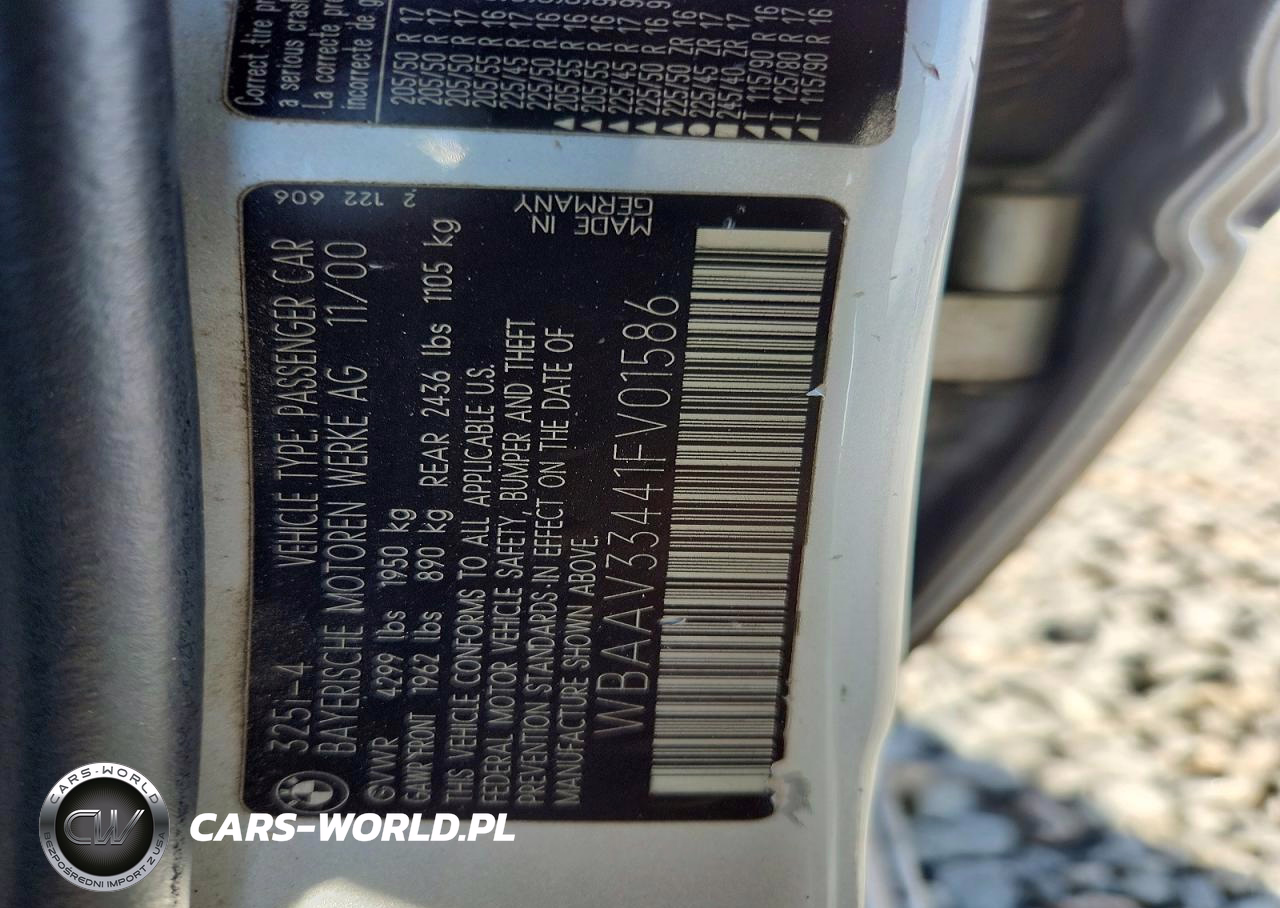 Correct tire pr
a serious cras
La correcte pre
incorrecte de g
205/50 R 17
205/50 R 17
205/50 R 17
205/55 R 16
225/45 R 17
225/50 R 16
205/55 R 16
205/55 R 16
225/45 R 17
225/50 R 16
225/50 ZR 16
225/45 ZR 17
245/40 ZR 17
T 115/90 R 16
T 125/80 R 17
T 115/90 R 16
3251-4 VEHICLE TYPE: PASSENGER CAR
BAYERISCHE MOTOREN WERKE AG 11/00
GVWR 4299 lbs 1950 kg
GAWR FRONT 1962 lbs 890 kg REAR 2436 lbs 1105 kg
THIS VEHICLE CONFORMS TO ALL APPLICABLE U.S.
FEDERAL MOTOR VEHICLE SAFETY, BUMPER AND THEFT
PREVENTION STANDARDS IN EFFECT ON THE DATE OF
MANUFACTURE SHOWN ABOVE.
WBAAV33441FV01586
2 122 606
MADE IN
GERMANY
CARS-WORLD
CW
BEZPOŚREDNI IMPORT Z USA
CARS-WORLD.PL